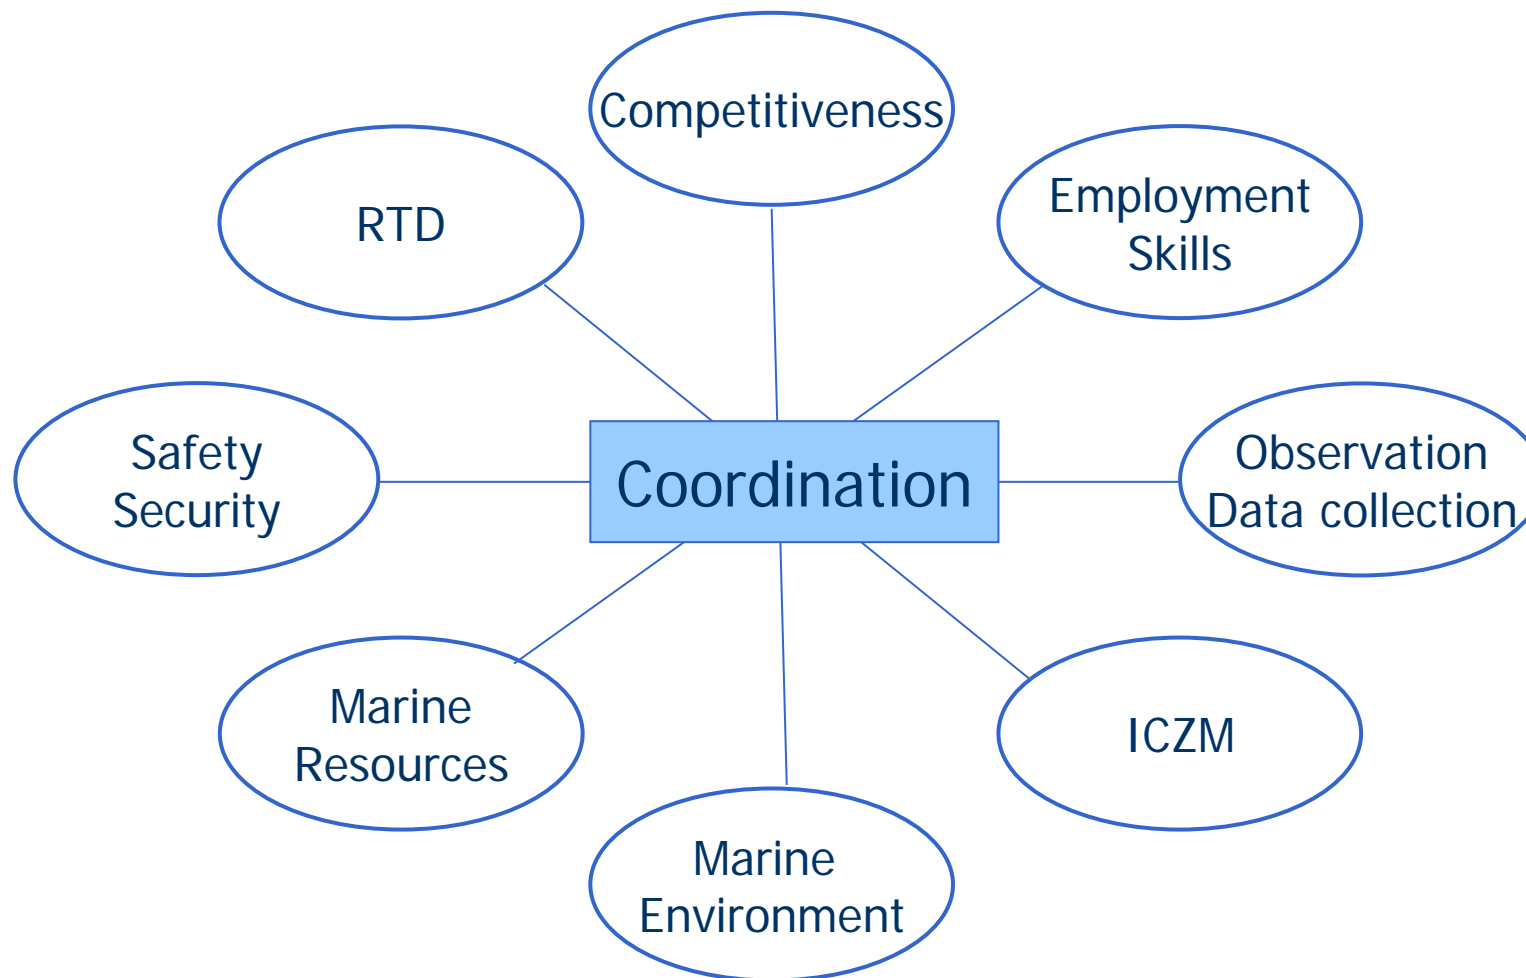 Competitiveness
RTD
Employment
Skills
Safety
Security
Coordination
Observation
Data collection
Marine
Resources
ICZM
Marine
Environment